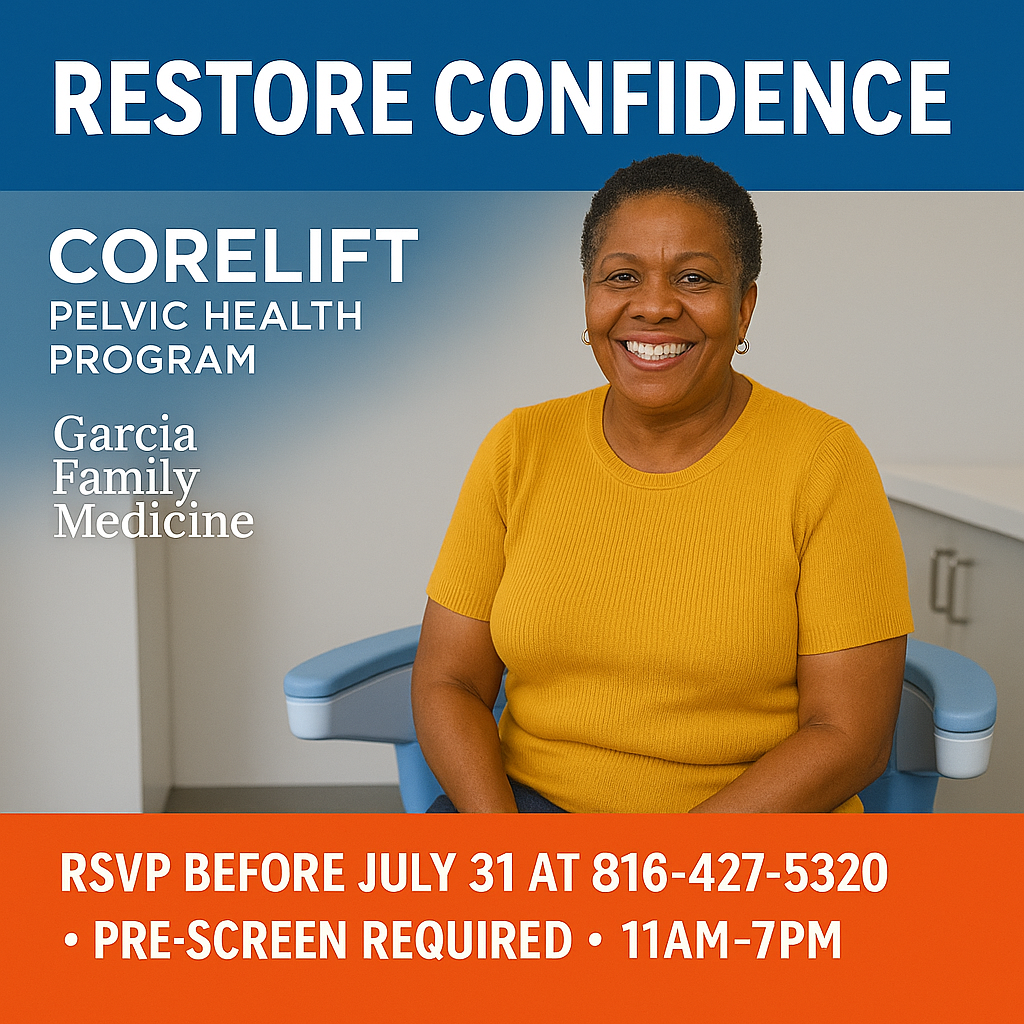 RESTORE CONFIDENCE
CORELIFT
PELVIC HEALTH
PROGRAM
Garcia
Family
Medicine
RSVP BEFORE JULY 31 AT 816-427-5320
• PRE-SCREEN REQUIRED • 11AM–7PM